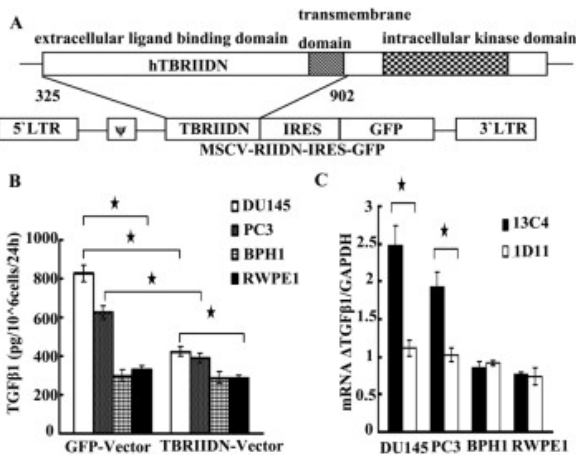 A
transmembrane
extracellular ligand binding domain
domain
intracellular kinase domain
hTBRIIDN
325
902
5`LTR
ψ
TBRIIDN
IRES
GFP
3`LTR
MSCV-RIIDN-IRES-GFP
B
DU145
PC3
BPH1
RWPE1
TGFβ1 (pg/10^6cells/24h)
1000
800
600
400
200
0
GFP-Vector
TBRIIDN-Vector
C
13C4
1D11
mRNA ΔTGFβ1/GAPDH
3
2.5
2
1.5
1
0.5
0
DU145
PC3
BPH1
RWPE1